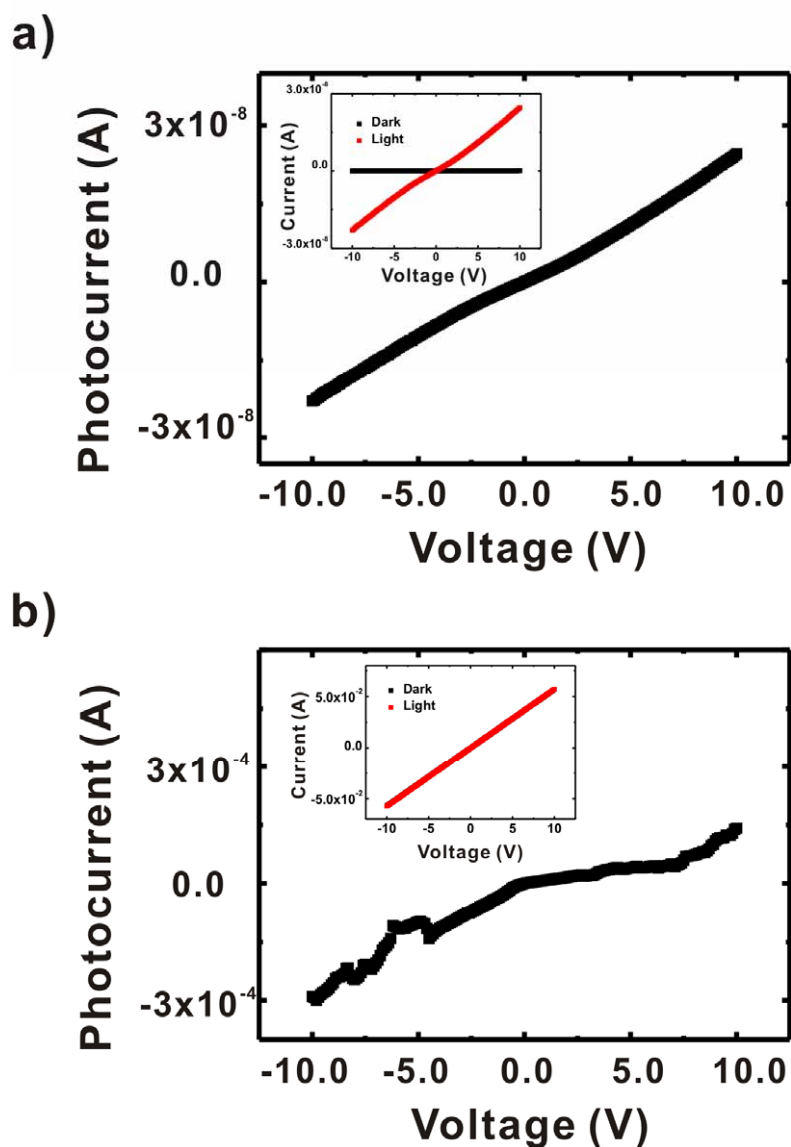 a)
Photocurrent (A)
3x10⁻⁸
0.0
-3x10⁻⁸
-10.0 -5.0 0.0 5.0 10.0
Voltage (V)
Current (A)
3.0x10⁻⁸
0.0
-3.0x10⁻⁸
Dark
Light
-10 -5 0 5 10
Voltage (V)
b)
Photocurrent (A)
3x10⁻⁴
0.0
-3x10⁻⁴
-10.0 -5.0 0.0 5.0 10.0
Voltage (V)
Current (A)
5.0x10⁻²
0.0
-5.0x10⁻²
Dark
Light
-10 -5 0 5 10
Voltage (V)